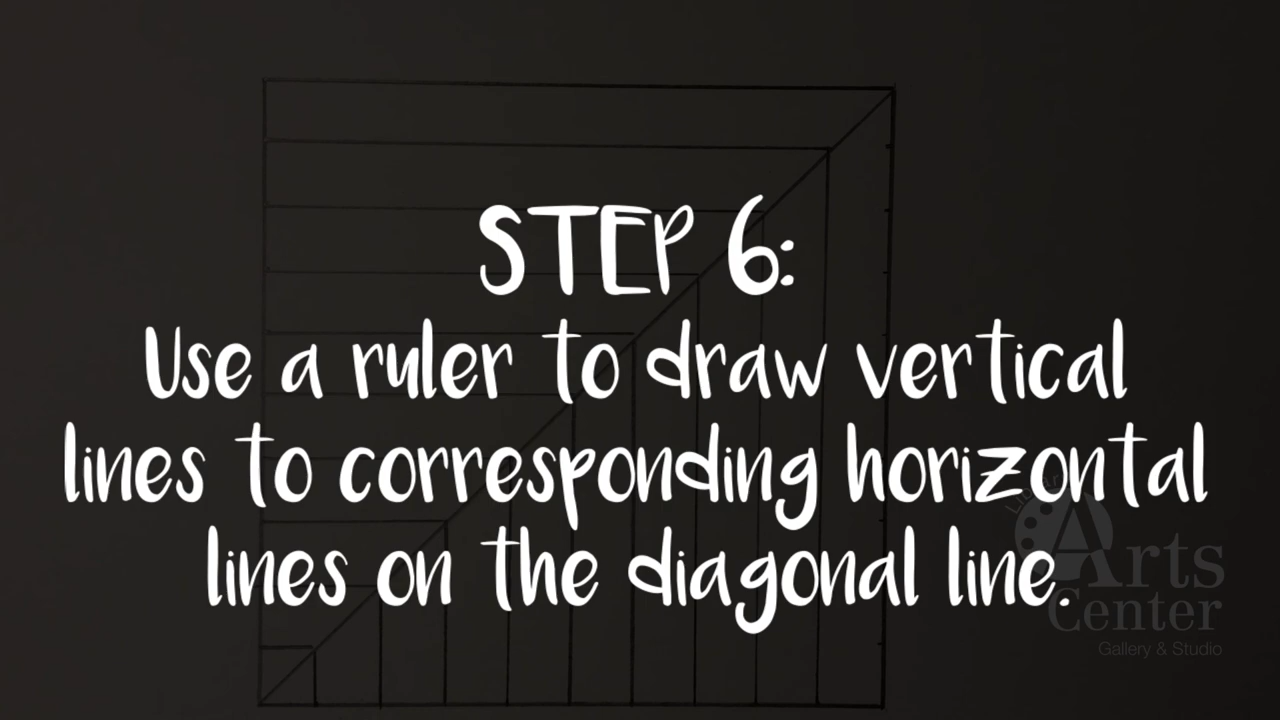 STEP 6:
Use a ruler to draw vertical
lines to corresponding horizontal
lines on the diagonal line.
Arts
Center
Gallery & Studio